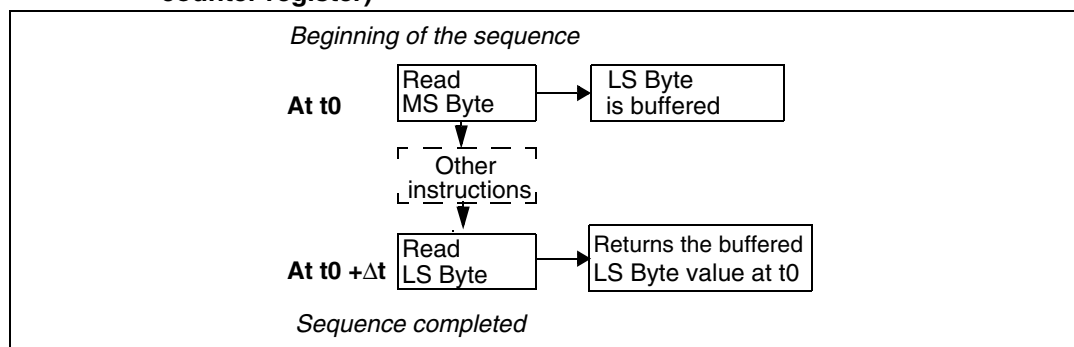 counter register)
Beginning of the sequence
At t0
Read
MS Byte
LS Byte
is buffered
Other
instructions
At t0 +Δt
Read
LS Byte
Returns the buffered
LS Byte value at t0
Sequence completed